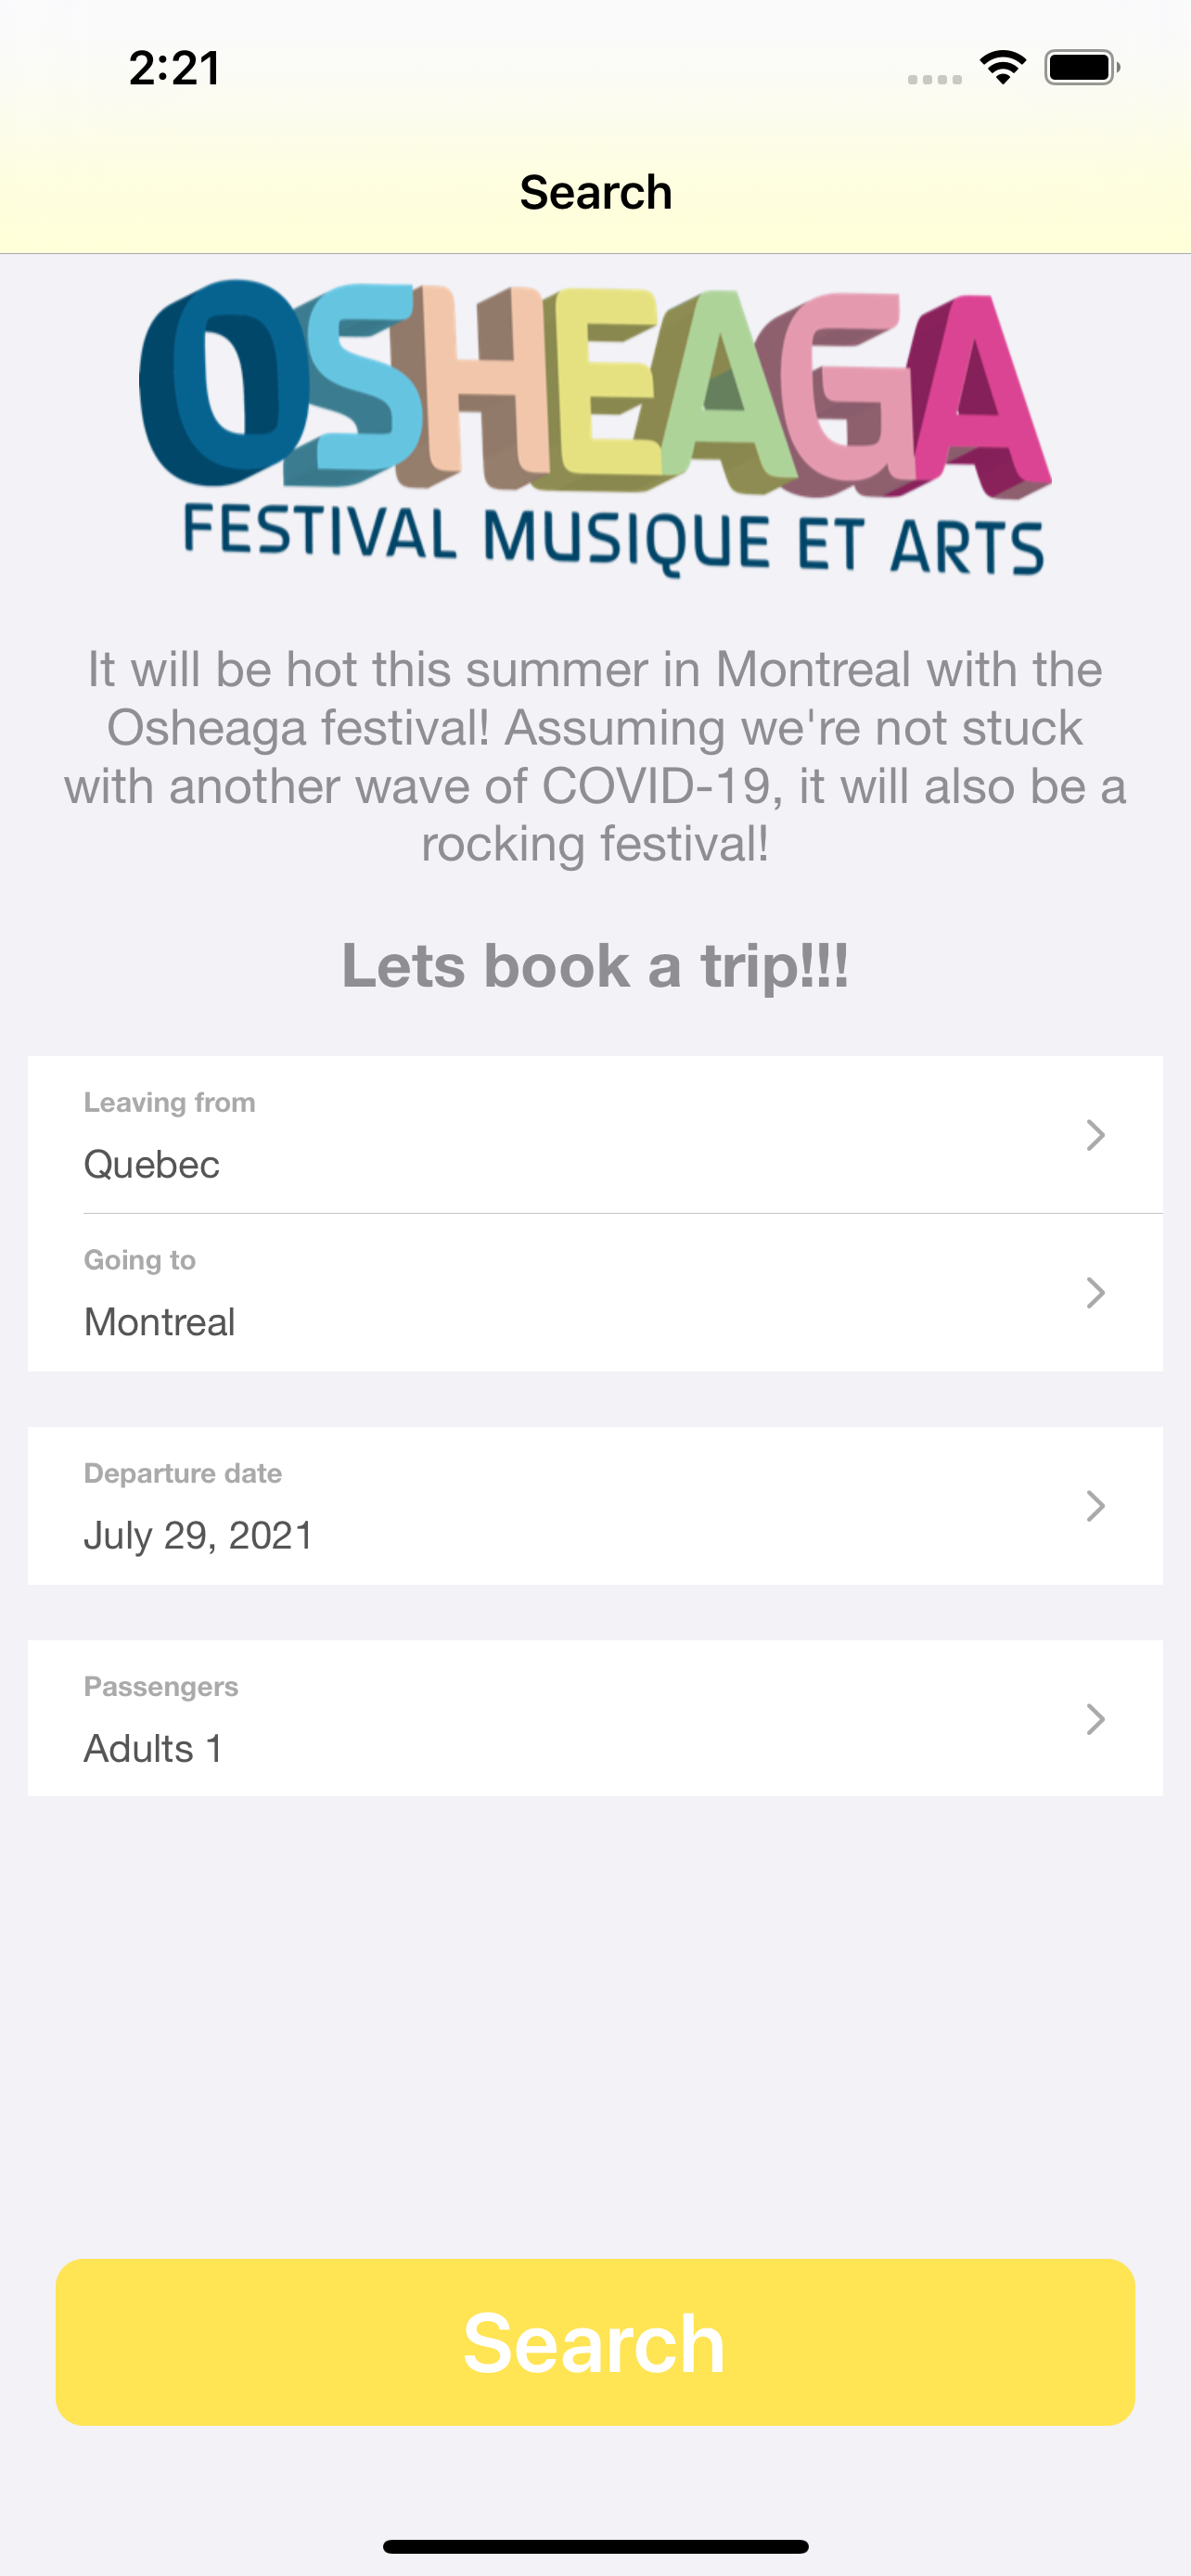 2:21
Search
OSHEAGA
FESTIVAL MUSIQUE ET ARTS
It will be hot this summer in Montreal with the
Osheaga festival! Assuming we're not stuck
with another wave of COVID-19, it will also be a
rocking festival!
Lets book a trip!!!
Leaving from
Quebec
Going to
Montreal
Departure date
July 29, 2021
Passengers
Adults 1
Search